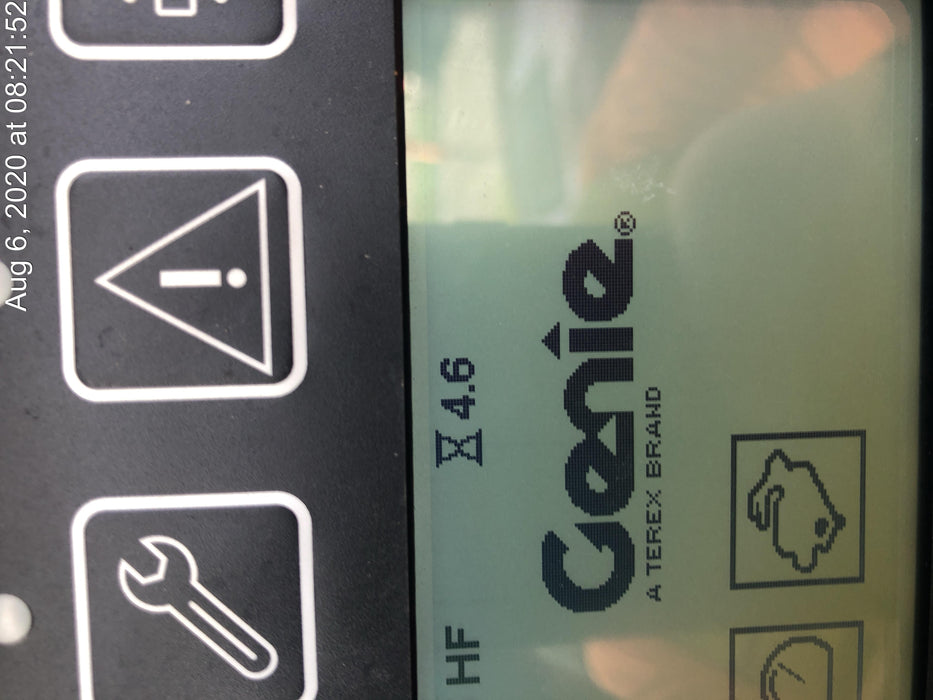 Aug 6, 2020 at 08:21:52
HF 4.6
Genie®
A TEREX BRAND